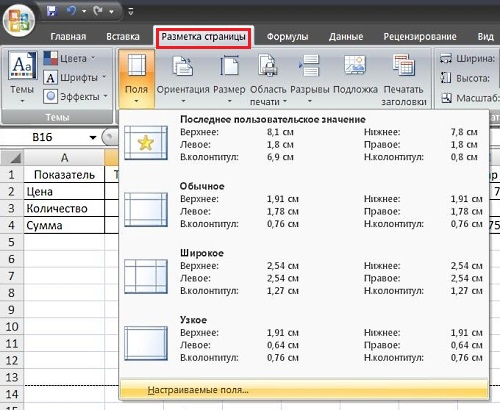 Главная Вставка Разметка страницы Формулы Данные Рецензирование
Темы Цвета Шрифты Эффекты Поля Ориентация Размер Область печати Разрывы Подложка Печатать заголовки Ширина: Высота: Масштаб:
Темы
B16
A
1 Показатель
2 Цена
3 Количество
4 Сумма
5
6
7
8
9
10
11
12
13
14
Последнее пользовательское значение
Верхнее: 8,1 см Нижнее: 7,8 см
Левое: 1,8 см Правое: 1,8 см
В.колонтитул: 6,9 см Н.колонтитул: 0,8 см
Обычное
Верхнее: 1,91 см Нижнее: 1,91 см
Левое: 1,78 см Правое: 1,78 см
В.колонтитул: 0,76 см Н.колонтитул: 0,76 см
Широкое
Верхнее: 2,54 см Нижнее: 2,54 см
Левое: 2,54 см Правое: 2,54 см
В.колонтитул: 1,27 см Н.колонтитул: 1,27 см
Узкое
Верхнее: 1,91 см Нижнее: 1,91 см
Левое: 0,64 см Правое: 0,64 см
В.колонтитул: 0,76 см Н.колонтитул: 0,76 см
Настраиваемые поля...